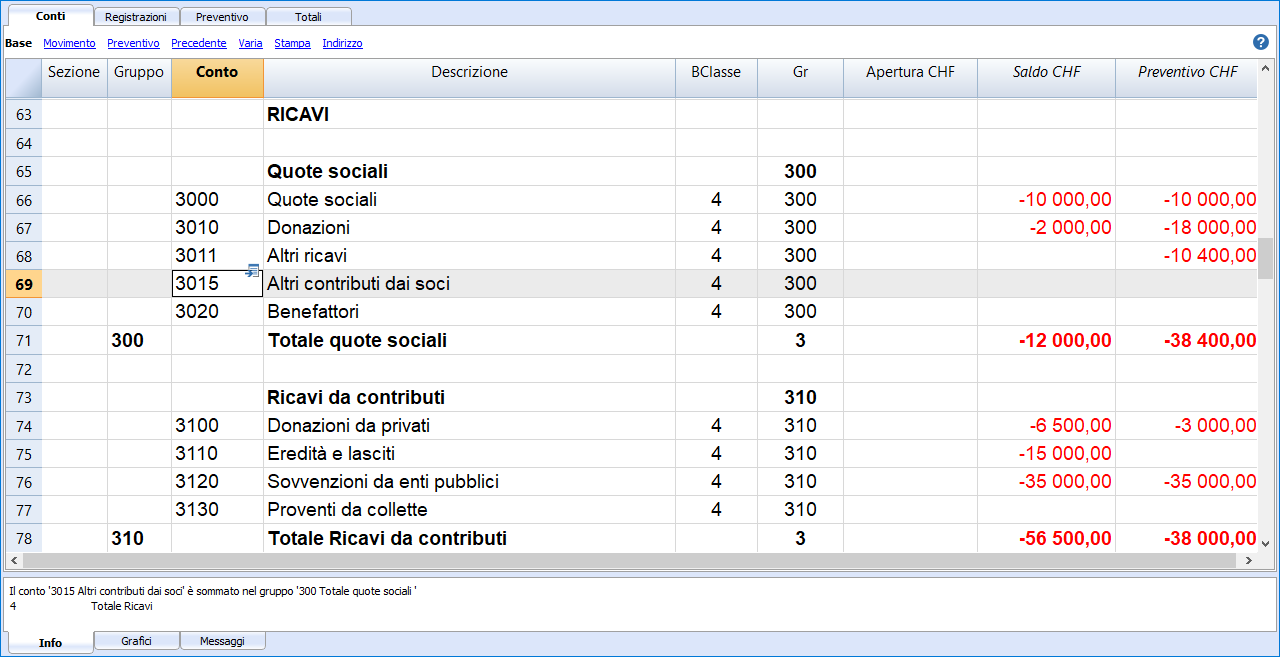 Conti Registrazioni Preventivo Totali
Base Movimento Preventivo Precedente Varia Stampa Indirizzo ?
Sezione Gruppo Conto Descrizione BClasse Gr Apertura CHF Saldo CHF Preventivo CHF
63 RICAVI
64
65 Quote sociali 300
66 3000 Quote sociali 4 300 -10 000,00 -10 000,00
67 3010 Donazioni 4 300 -2 000,00 -18 000,00
68 3011 Altri ricavi 4 300 -10 400,00
69 3015 Altri contributi dai soci 4 300
70 3020 Benefattori 4 300
71 300 Totale quote sociali 3 -12 000,00 -38 400,00
72
73 Ricavi da contributi 310
74 3100 Donazioni da privati 4 310 -6 500,00 -3 000,00
75 3110 Eredità e lasciti 4 310 -15 000,00
76 3120 Sovvenzioni da enti pubblici 4 310 -35 000,00 -35 000,00
77 3130 Proventi da collette 4 310
78 310 Totale Ricavi da contributi 3 -56 500,00 -38 000,00
Il conto '3015 Altri contributi dai soci' è sommato nel gruppo '300 Totale quote sociali '
4 Totale Ricavi
Info Grafici Messaggi